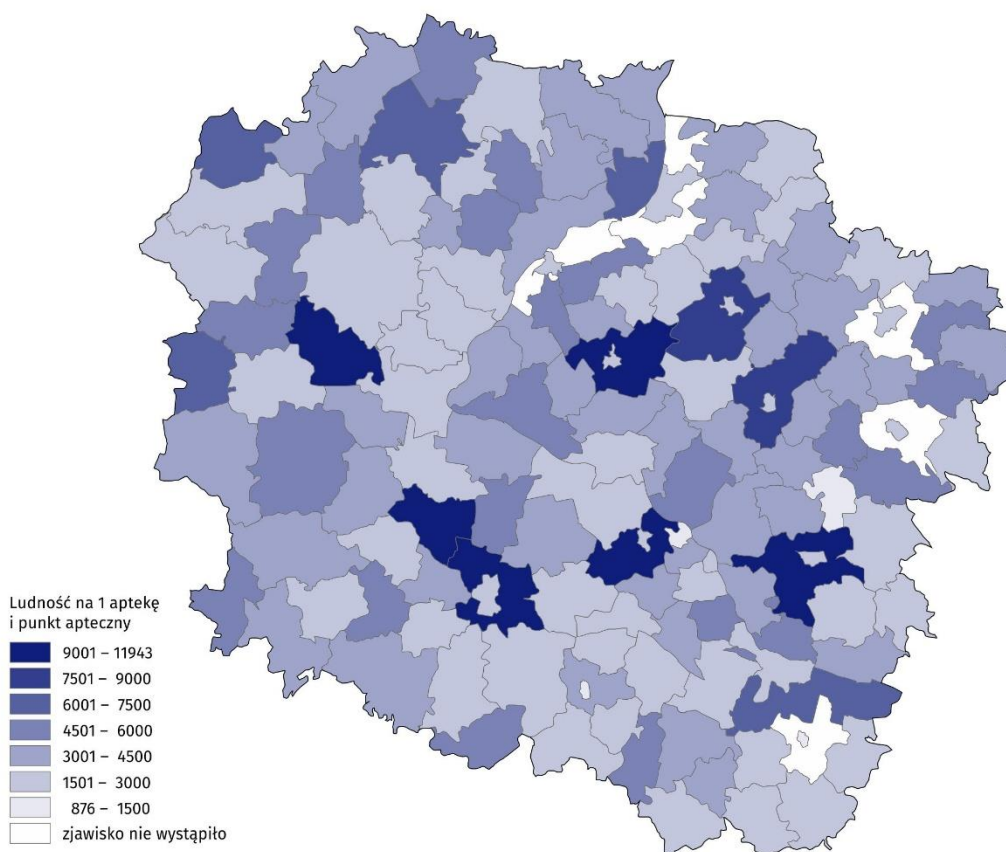 Ludność na 1 aptekę
i punkt apteczny
9001 – 11943
7501 – 9000
6001 – 7500
4501 – 6000
3001 – 4500
1501 – 3000
876 – 1500
zjawisko nie wystąpiło